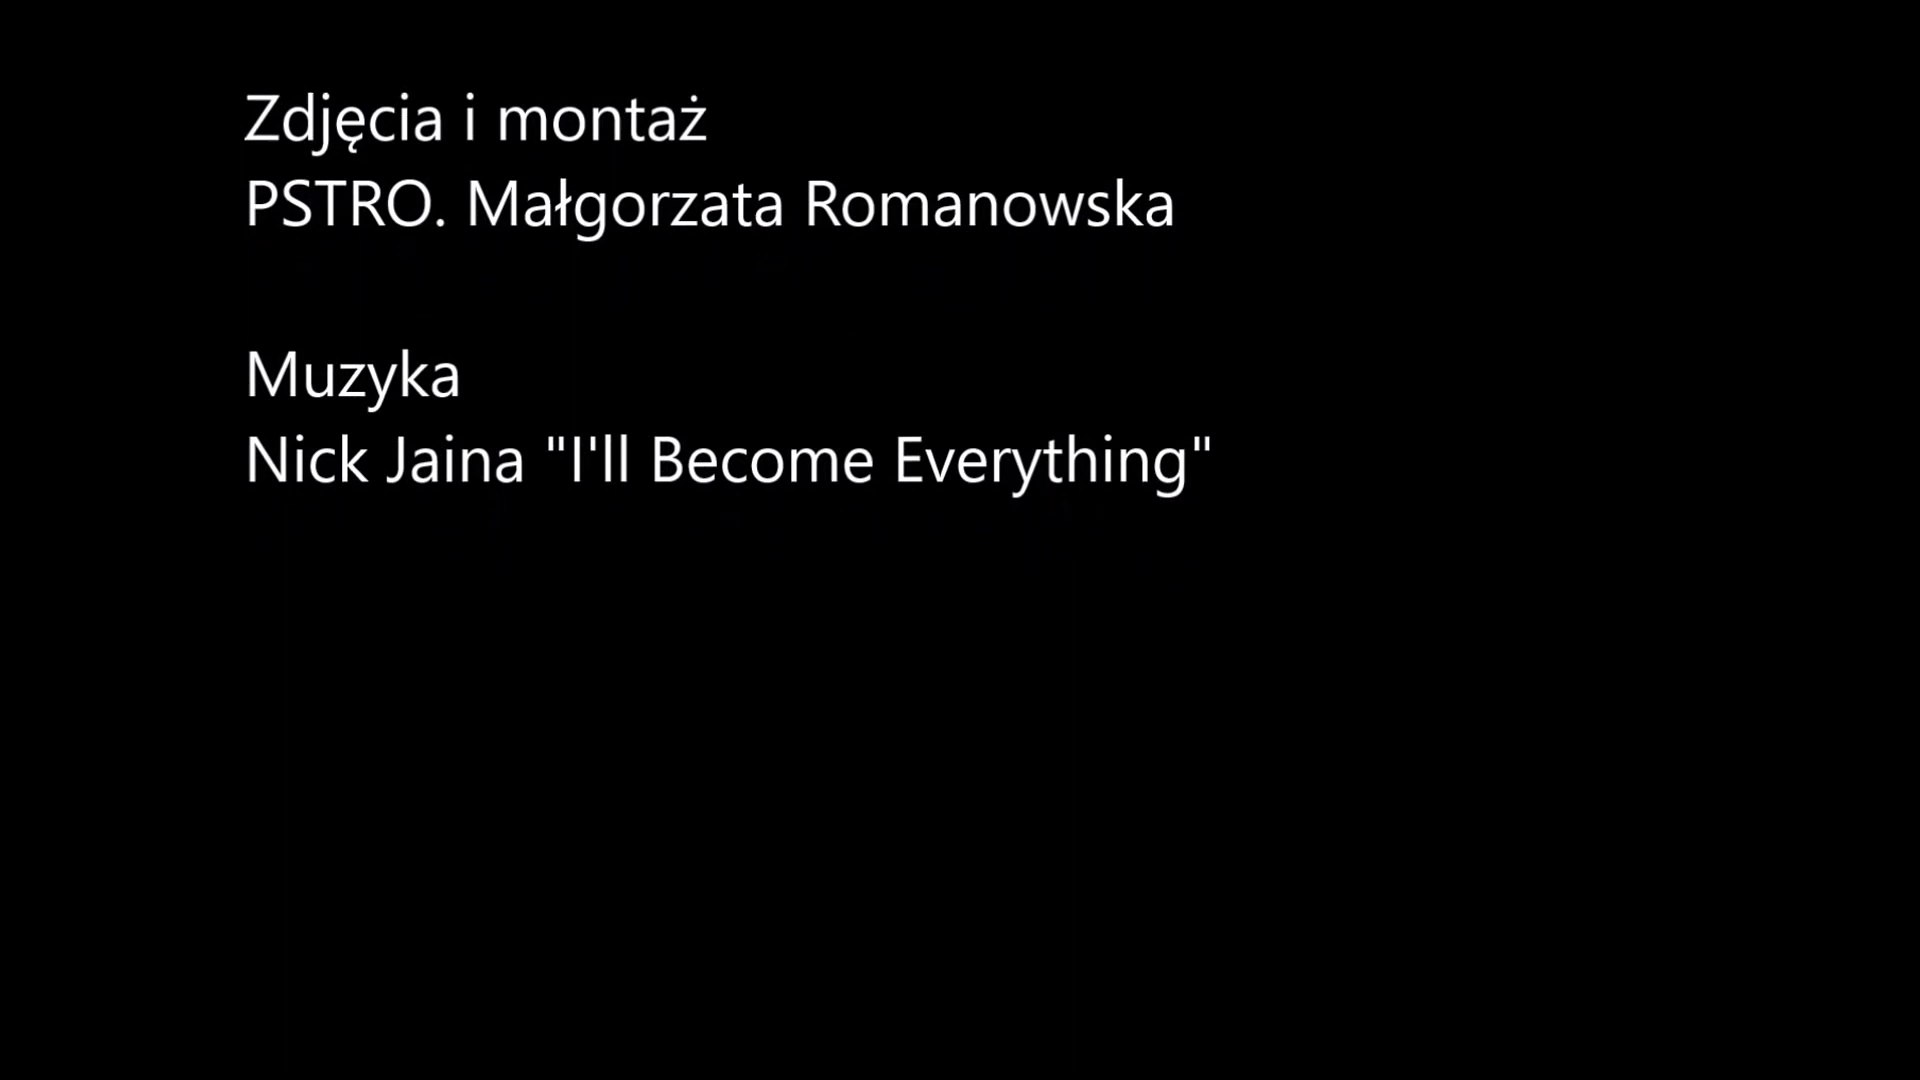 Zdjęcia i montaż
PSTRO. Małgorzata Romanowska
Muzyka
Nick Jaina "I'll Become Everything"